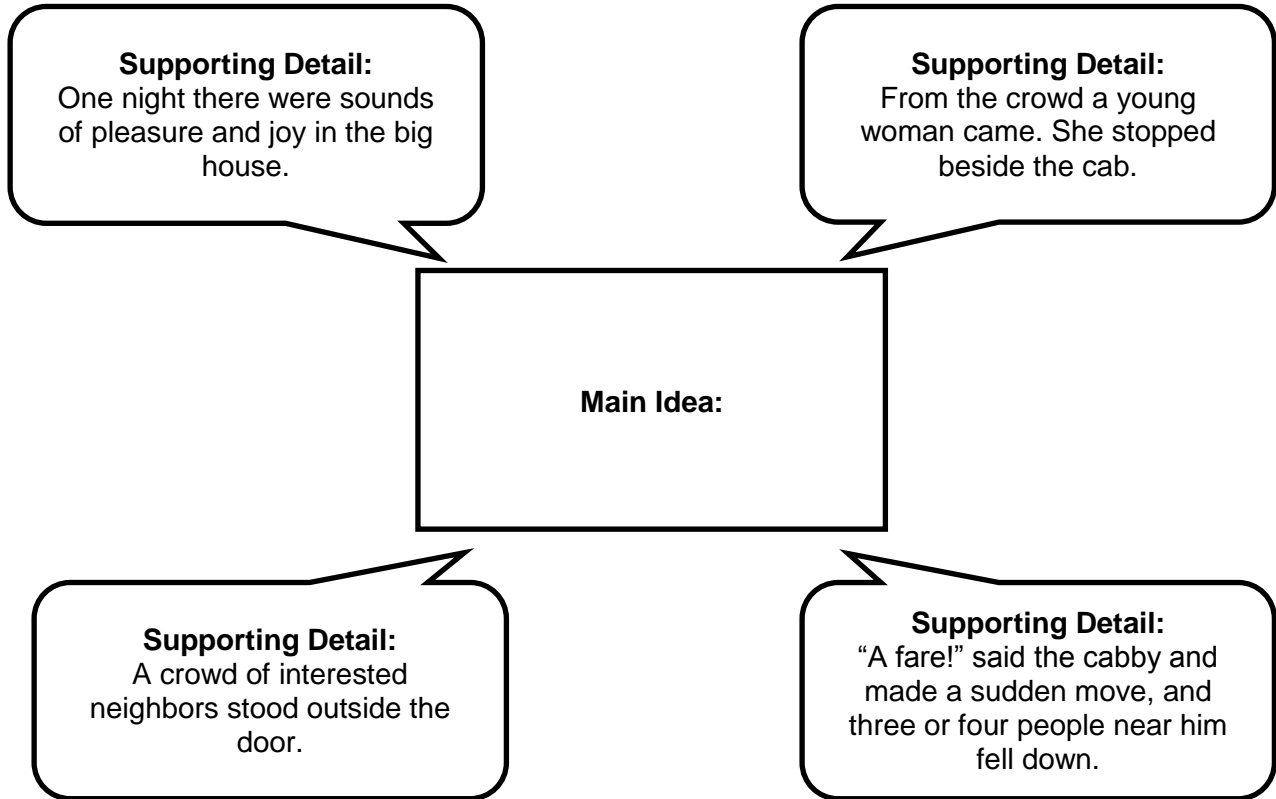 Supporting Detail:
One night there were sounds
of pleasure and joy in the big
house.
Supporting Detail:
From the crowd a young
woman came. She stopped
beside the cab.
Main Idea:
Supporting Detail:
A crowd of interested
neighbors stood outside the
door.
Supporting Detail:
“A fare!” said the cabby and
made a sudden move, and
three or four people near him
fell down.